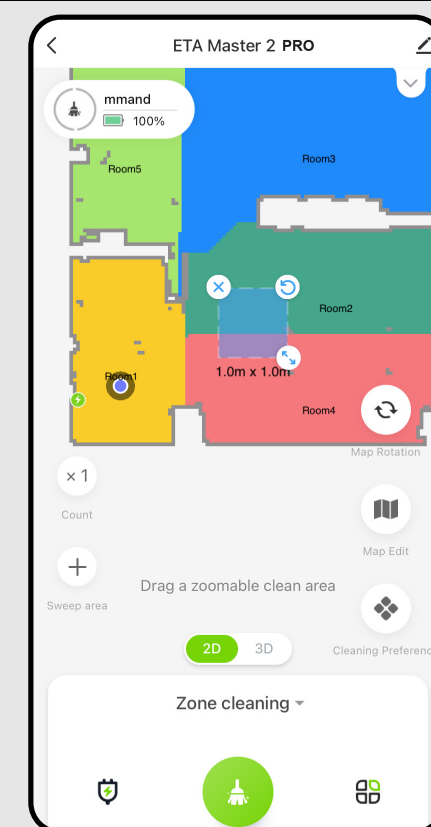 ETA Master 2 PRO
mmand
100%
Room5
Room3
Room2
1.0m x 1.0m
Room1
Room4
Map Rotation
× 1
Count
Map Edit
Drag a zoomable clean area
Sweep area
2D 3D
Cleaning Preferenc
Zone cleaning